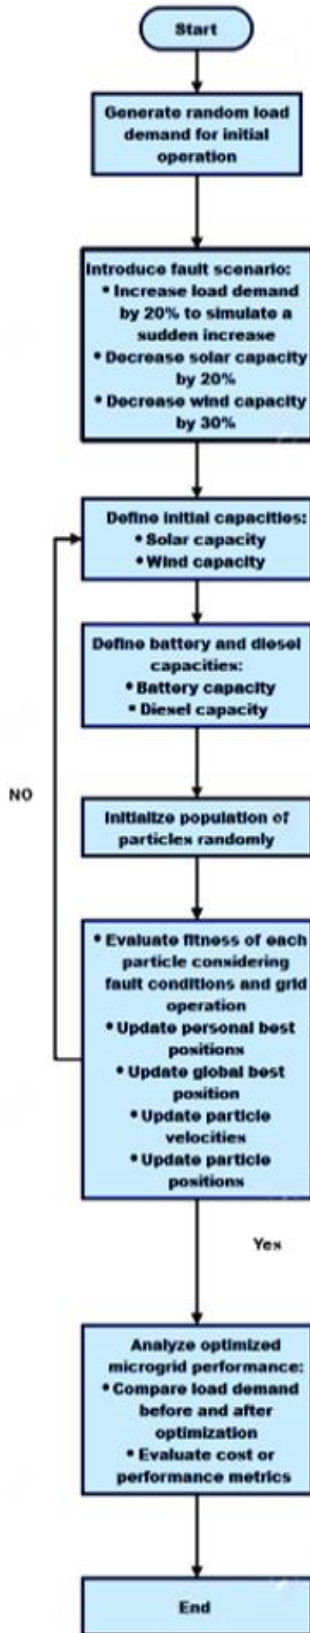 Start
Generate random load
demand for initial
operation
Introduce fault scenario:
• Increase load demand
by 20% to simulate a
sudden increase
• Decrease solar capacity
by 20%
• Decrease wind capacity
by 30%
Define initial capacities:
• Solar capacity
• Wind capacity
Define battery and diesel
capacities:
• Battery capacity
• Diesel capacity
NO
Initialize population of
particles randomly
• Evaluate fitness of each
particle considering
fault conditions and grid
operation
• Update personal best
positions
• Update global best
position
• Update particle
velocities
• Update particle
positions
Yes
Analyze optimized
microgrid performance:
• Compare load demand
before and after
optimization
• Evaluate cost or
performance metrics
End